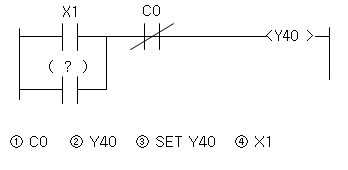 X1 C0
<Y40 >
( ? )
① C0 ② Y40 ③ SET Y40 ④ X1